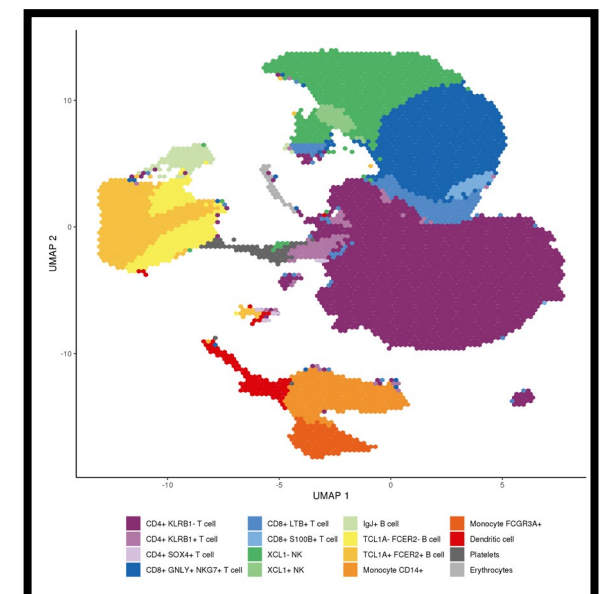 10
0
-10
UMAP 2
-10
-5
0
5
UMAP 1
CD4+ KLRB1- T cell
CD4+ KLRB1+ T cell
CD4+ SOX4+ T cell
CD8+ GNLY+ NKG7+ T cell
CD8+ LTB+ T cell
CD8+ S100B+ T cell
XCL1- NK
XCL1+ NK
IgJ+ B cell
TCL1A- FCER2- B cell
TCL1A+ FCER2+ B cell
Monocyte CD14+
Monocyte FCGR3A+
Dendritic cell
Platelets
Erythrocytes